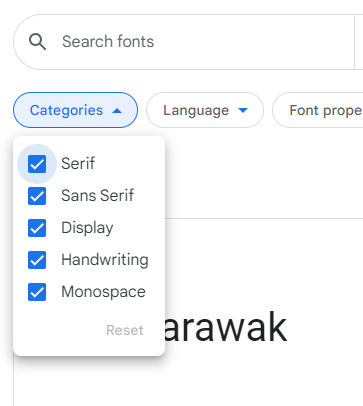 Search fonts
Categories
Language
Font prope
Serif
Sans Serif
Display
Handwriting
Monospace
Reset
arawak